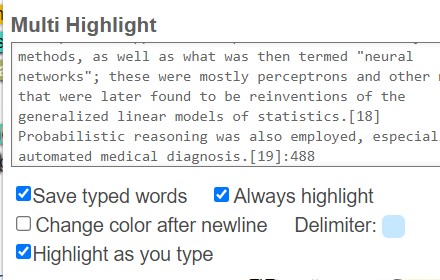 Multi Highlight
methods, as well as what was then termed "neural
networks"; these were mostly perceptrons and other
that were later found to be reinventions of the
generalized linear models of statistics.[18]
Probabilistic reasoning was also employed,
automated medical diagnosis.[19]:488
Save typed words Always highlight
Change color after newline Delimiter:
Highlight as you type